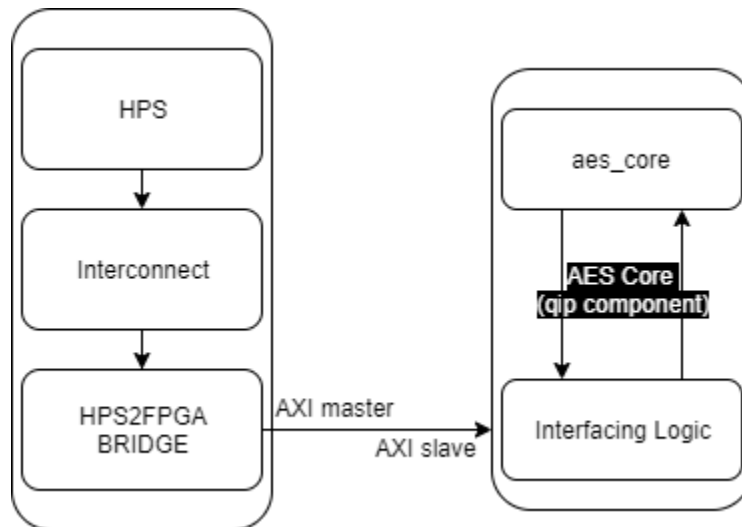 HPS
Interconnect
HPS2FPGA
BRIDGE
AXI master
AXI slave
aes_core
AES Core
(qip component)
Interfacing Logic